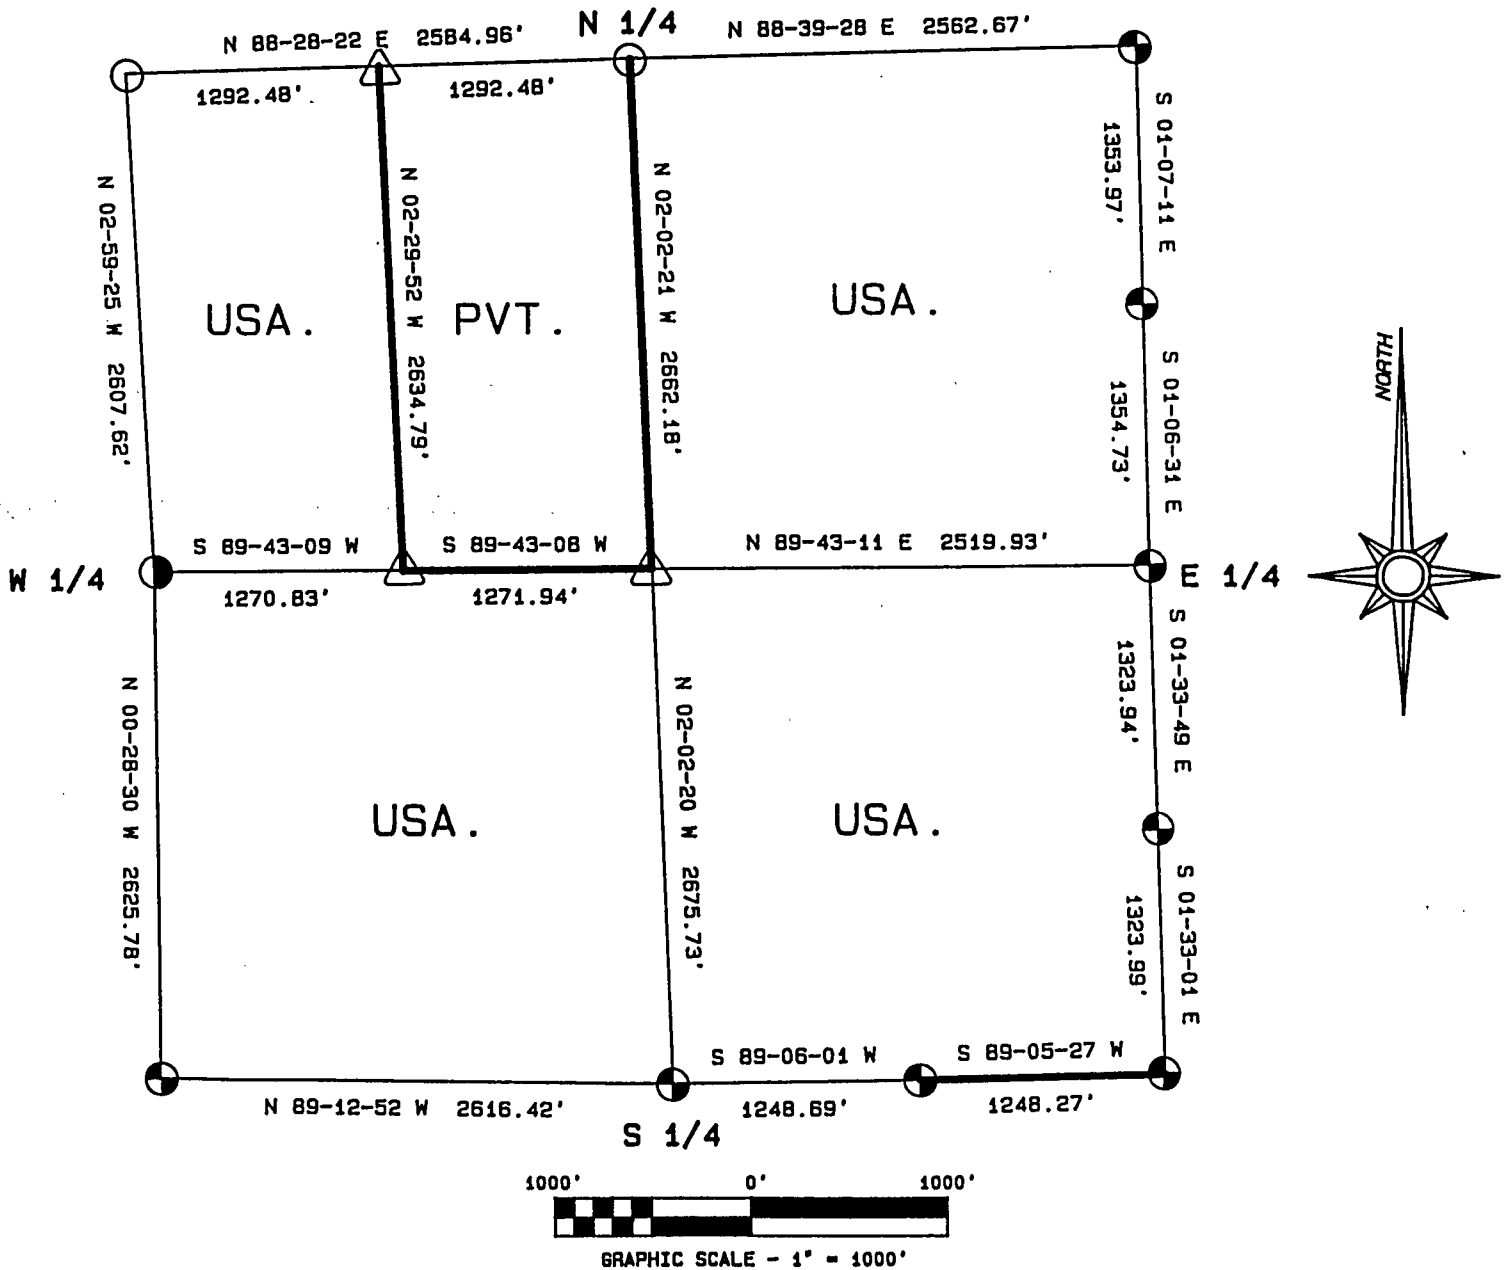 N 88-28-22 E 2584.96'
N 1/4
N 88-39-28 E 2562.67'
1292.48'
1292.48'
S 01-07-11 E
1353.97'
N 02-59-25 W 2607.62'
N 02-29-52 W 2634.79'
N 02-02-21 W 2662.18'
USA.
PVT.
USA.
NORTH
S 01-06-31 E
1354.73'
S 89-43-09 W
S 89-43-08 W
N 89-43-11 E 2519.93'
W 1/4
E 1/4
1270.83'
1271.94'
S 01-33-49 E
1323.94'
N 00-28-30 W 2625.78'
N 02-02-20 W 2675.73'
USA.
USA.
S 01-33-01 E
1323.99'
S 89-06-01 W
S 89-05-27 W
N 89-12-52 W 2616.42'
1248.69'
1248.27'
S 1/4
1000' 0' 1000'
GRAPHIC SCALE - 1" = 1000'